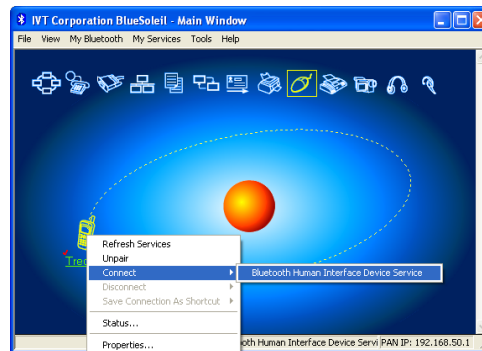 IVT Corporation BlueSoleil - Main Window
File View My Bluetooth My Services Tools Help
Refresh Services
Unpair
Connect
Bluetooth Human Interface Device Service
Disconnect
Save Connection As Shortcut
Status...
Properties...
oth Human Interface Device Servi PAN IP: 192.168.50.1